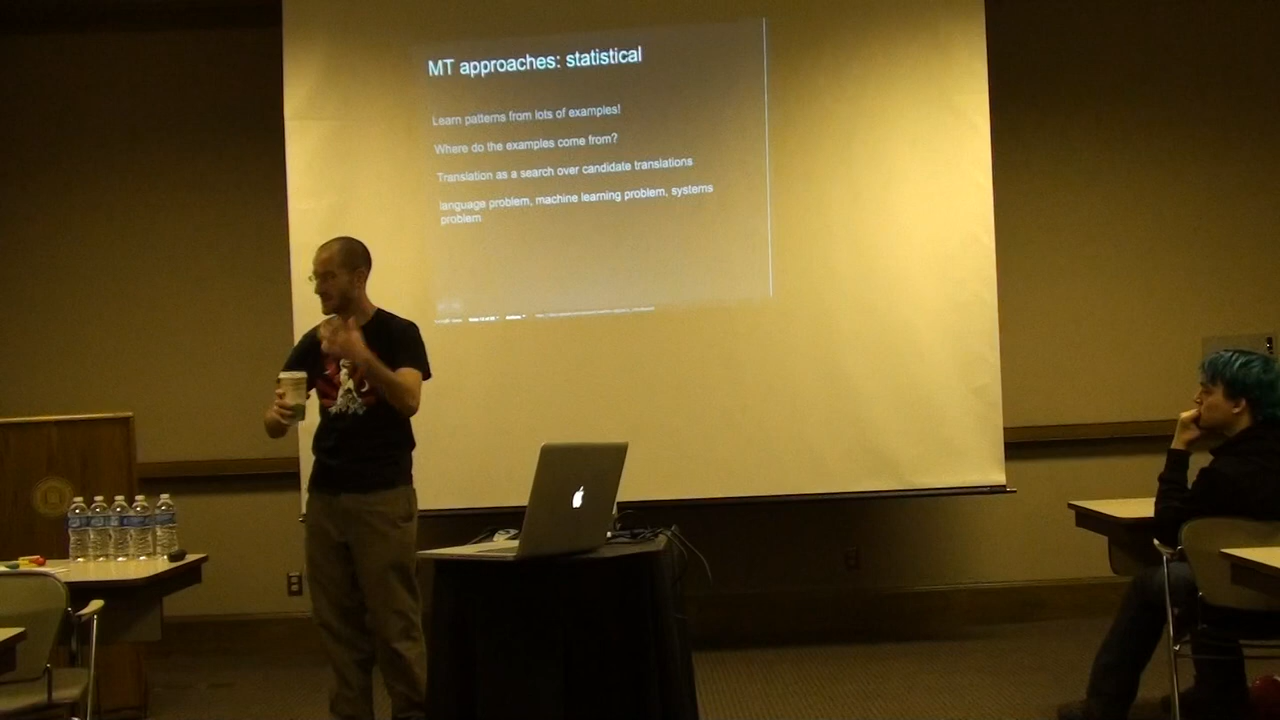 MT approaches: statistical
Learn patterns from lots of examples!
Where do the examples come from?
Translation as a search over candidate translations
language problem, machine learning problem, systems
problem